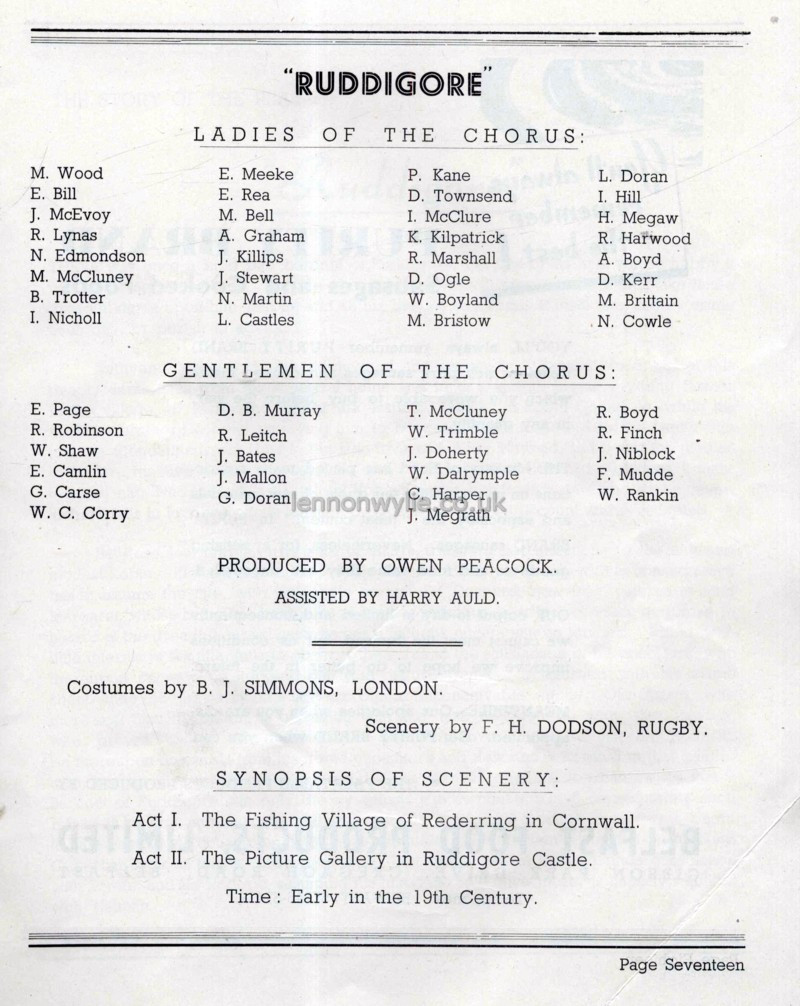 "RUDDIGORE"
LADIES OF THE CHORUS:
M. Wood E. Meeke P. Kane L. Doran
E. Bill E. Rea D. Townsend I. Hill
J. McEvoy M. Bell I. McClure H. Megaw
R. Lynas A. Graham K. Kilpatrick R. Harwood
N. Edmondson J. Killips R. Marshall A. Boyd
M. McCluney J. Stewart D. Ogle D. Kerr
B. Trotter N. Martin W. Boyland M. Brittain
I. Nicholl L. Castles M. Bristow N. Cowle
GENTLEMEN OF THE CHORUS:
E. Page D. B. Murray T. McCluney R. Boyd
R. Robinson R. Leitch W. Trimble R. Finch
W. Shaw J. Bates J. Doherty J. Niblock
E. Camlin J. Mallon W. Dalrymple F. Mudde
G. Carse G. Doran C. Harper W. Rankin
W. C. Corry J. Megrath
lennonwylie.co.uk
PRODUCED BY OWEN PEACOCK.
ASSISTED BY HARRY AULD.
Costumes by B. J. SIMMONS, LONDON.
Scenery by F. H. DODSON, RUGBY.
SYNOPSIS OF SCENERY:
Act I. The Fishing Village of Rederring in Cornwall.
Act II. The Picture Gallery in Ruddigore Castle.
Time : Early in the 19th Century.
Page Seventeen